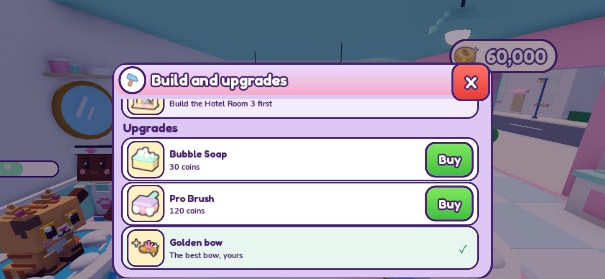 60,000
Build and upgrades
Build the Hotel Room 3 first
Upgrades
Bubble Soap
30 coins
Buy
Pro Brush
120 coins
Buy
Golden bow
The best bow, yours